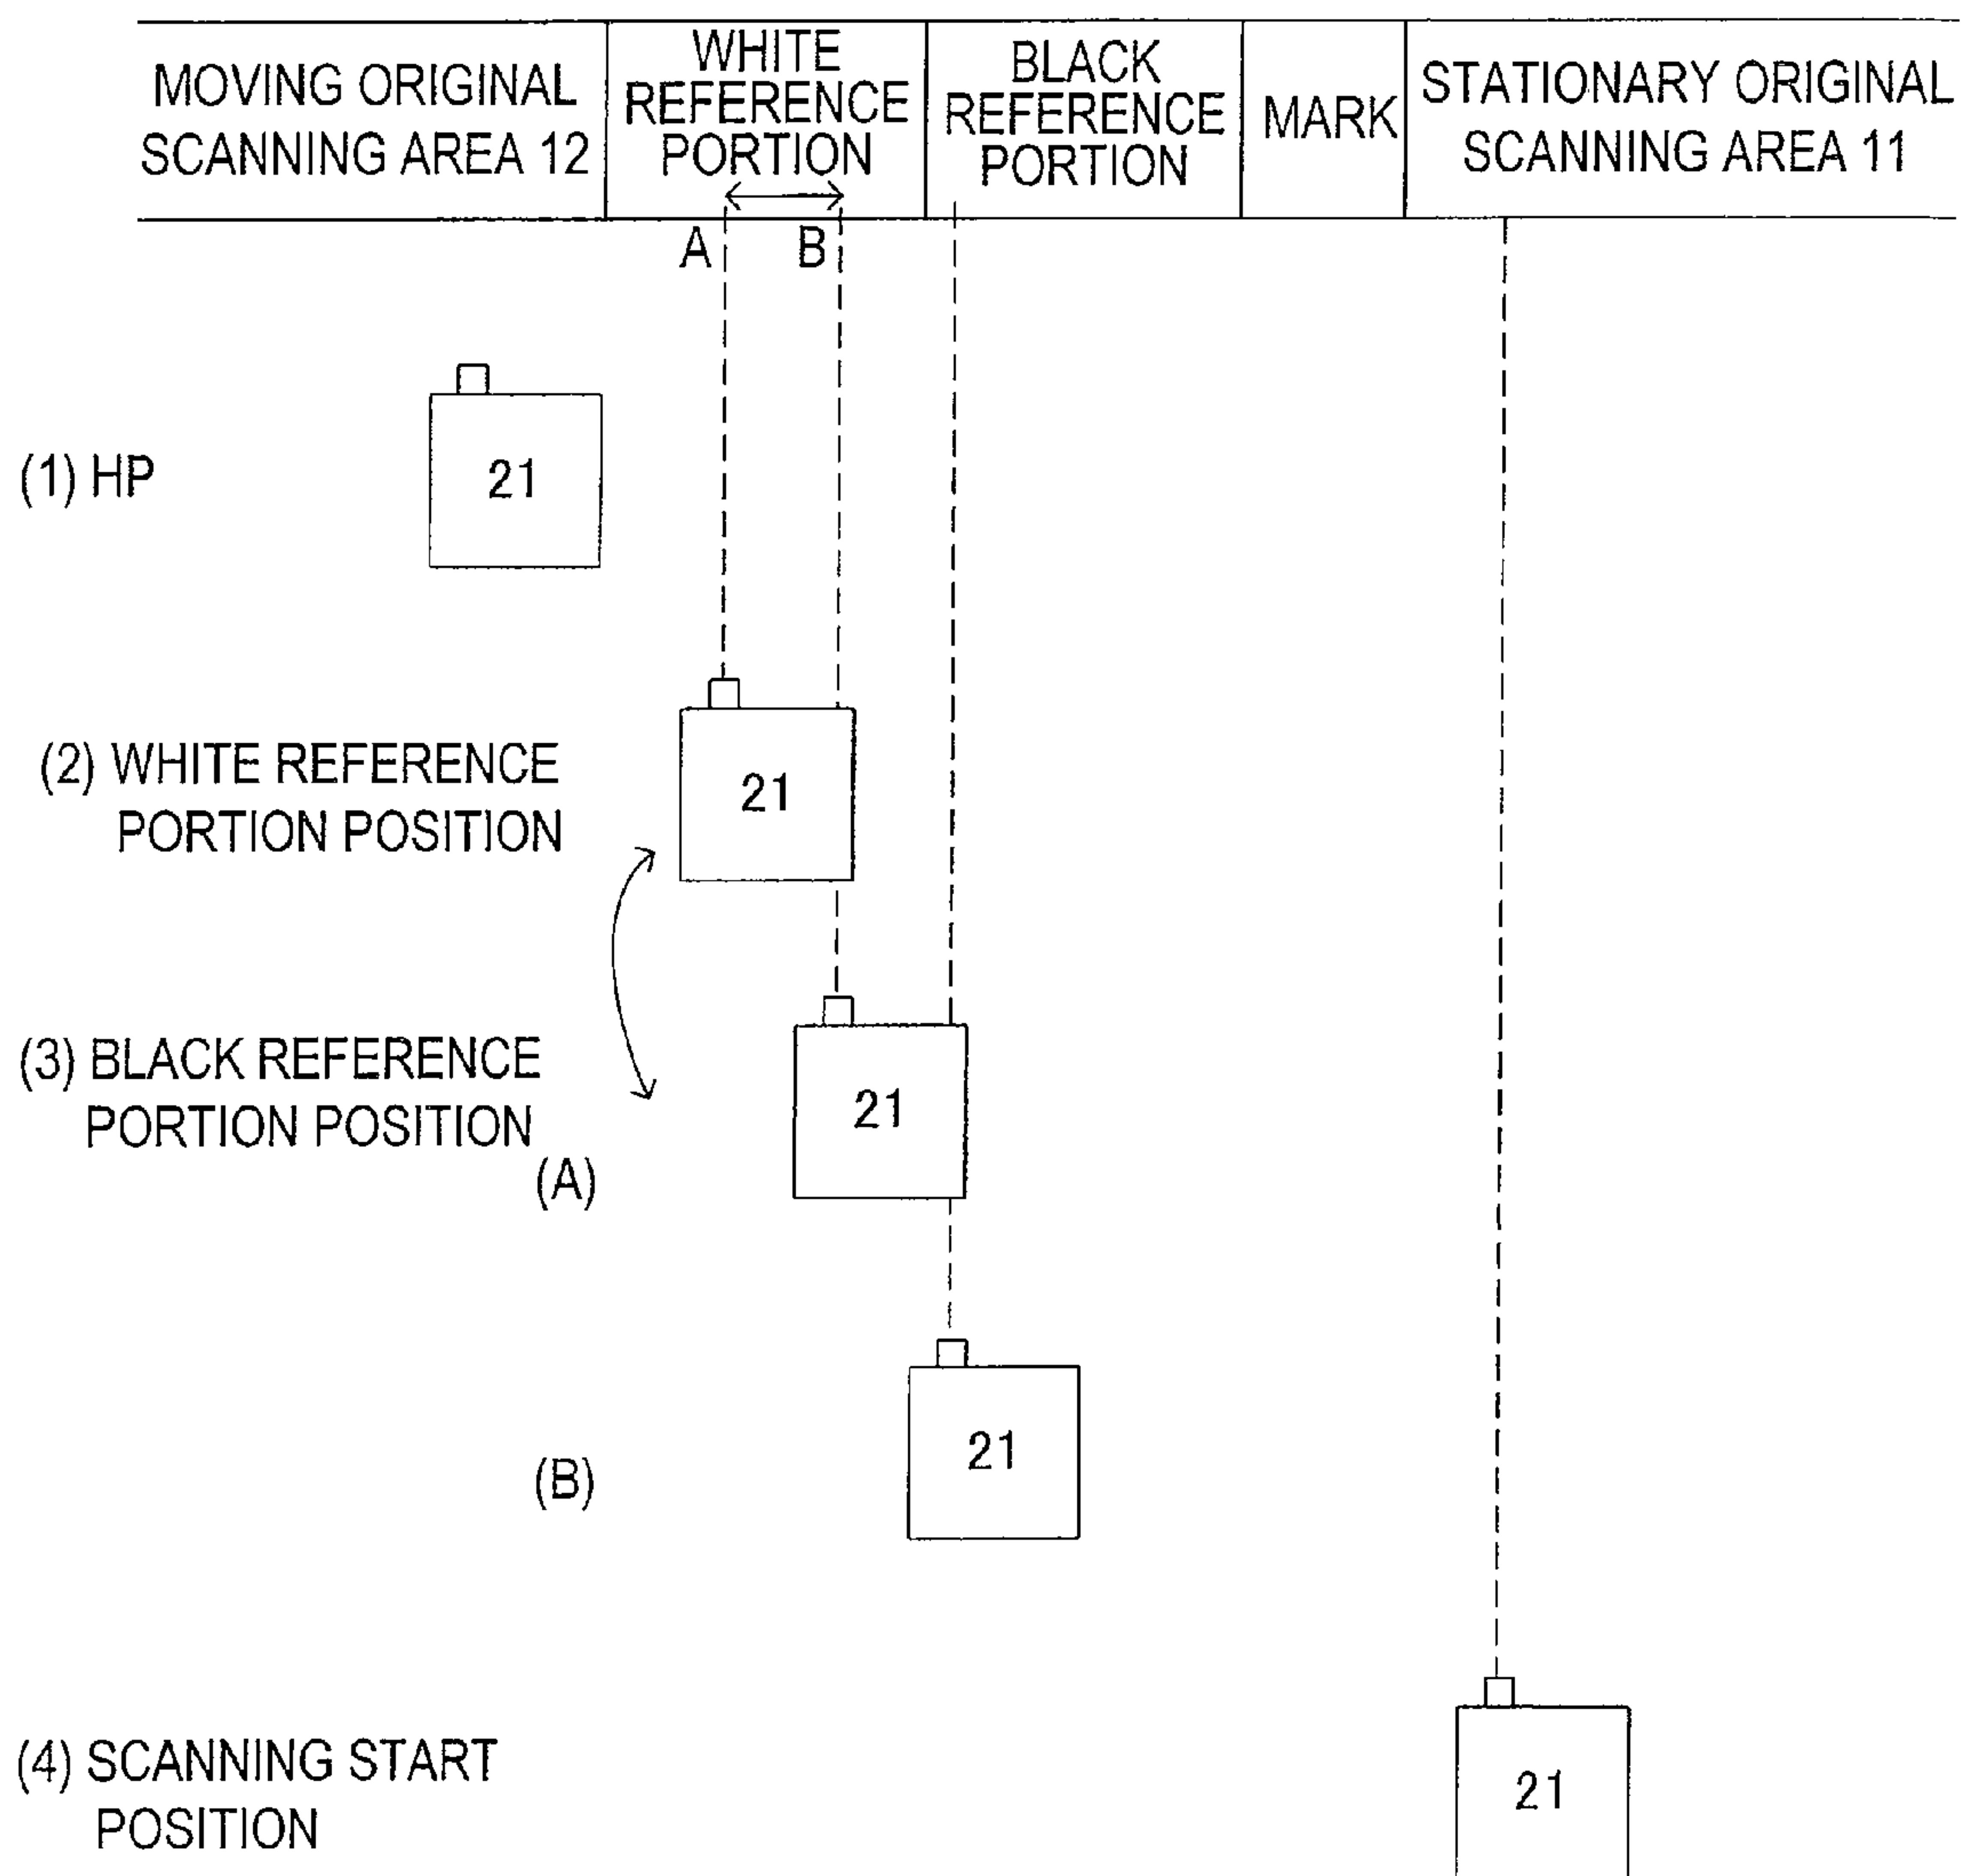 MOVING ORIGINAL
SCANNING AREA 12
WHITE
REFERENCE
PORTION
BLACK
REFERENCE
PORTION
MARK
STATIONARY ORIGINAL
SCANNING AREA 11
A
B
(1) HP
21
(2) WHITE REFERENCE
PORTION POSITION
21
(3) BLACK REFERENCE
PORTION POSITION
(A)
21
(B)
21
(4) SCANNING START
POSITION
21